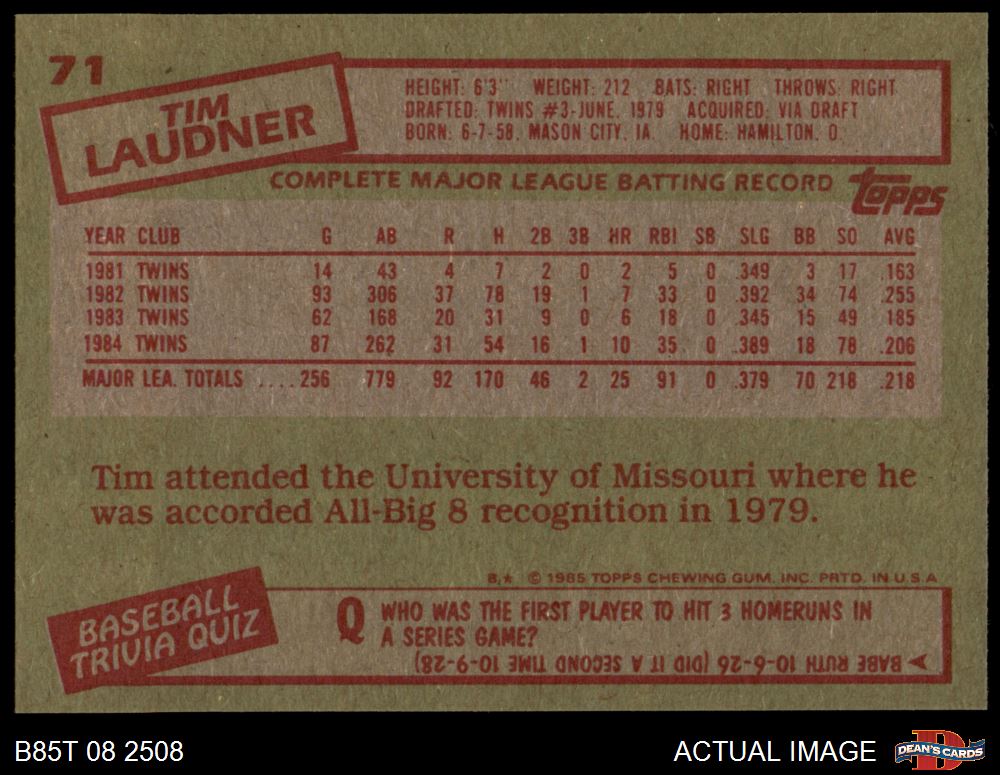 71
TIM
LAUDNER
HEIGHT: 6'3" WEIGHT: 212 BATS: RIGHT THROWS: RIGHT
DRAFTED: TWINS #3-JUNE, 1979 ACQUIRED: VIA DRAFT
BORN: 6-7-58, MASON CITY, IA. HOME: HAMILTON, O.
COMPLETE MAJOR LEAGUE BATTING RECORD topps
YEAR CLUB G AB R H 2B 3B HR RBI SB SLG BB SO AVG
1981 TWINS 14 43 4 7 2 0 2 5 0 .349 3 17 .163
1982 TWINS 93 306 37 78 19 1 7 33 0 .392 34 74 .255
1983 TWINS 62 168 20 31 9 0 6 18 0 .345 15 49 .185
1984 TWINS 87 262 31 54 16 1 10 35 0 .389 18 78 .206
MAJOR LEA. TOTALS ....256 779 92 170 46 2 25 91 0 .379 70 218 .218
Tim attended the University of Missouri where he
was accorded All-Big 8 recognition in 1979.
B,* © 1985 TOPPS CHEWING GUM, INC. PRTD. IN U.S.A
BASEBALL
TRIVIA QUIZ
Q WHO WAS THE FIRST PLAYER TO HIT 3 HOMERUNS IN
A SERIES GAME?
BABE RUTH 10-6-26 (DID IT A SECOND TIME 10-9-28)
B85T 08 2508
ACTUAL IMAGE
D
DEAN'S CARDS